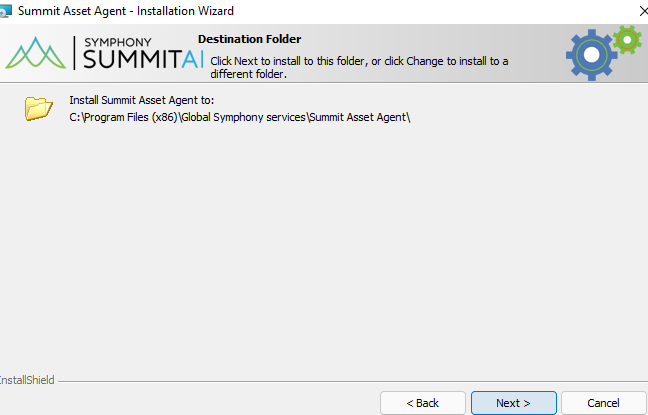 Summit Asset Agent - Installation Wizard
SYMPHONY
SUMMITAI
Destination Folder
Click Next to install to this folder, or click Change to install to a
different folder.
Install Summit Asset Agent to:
C:\Program Files (x86)\Global Symphony services\Summit Asset Agent\
InstallShield
< Back
Next >
Cancel